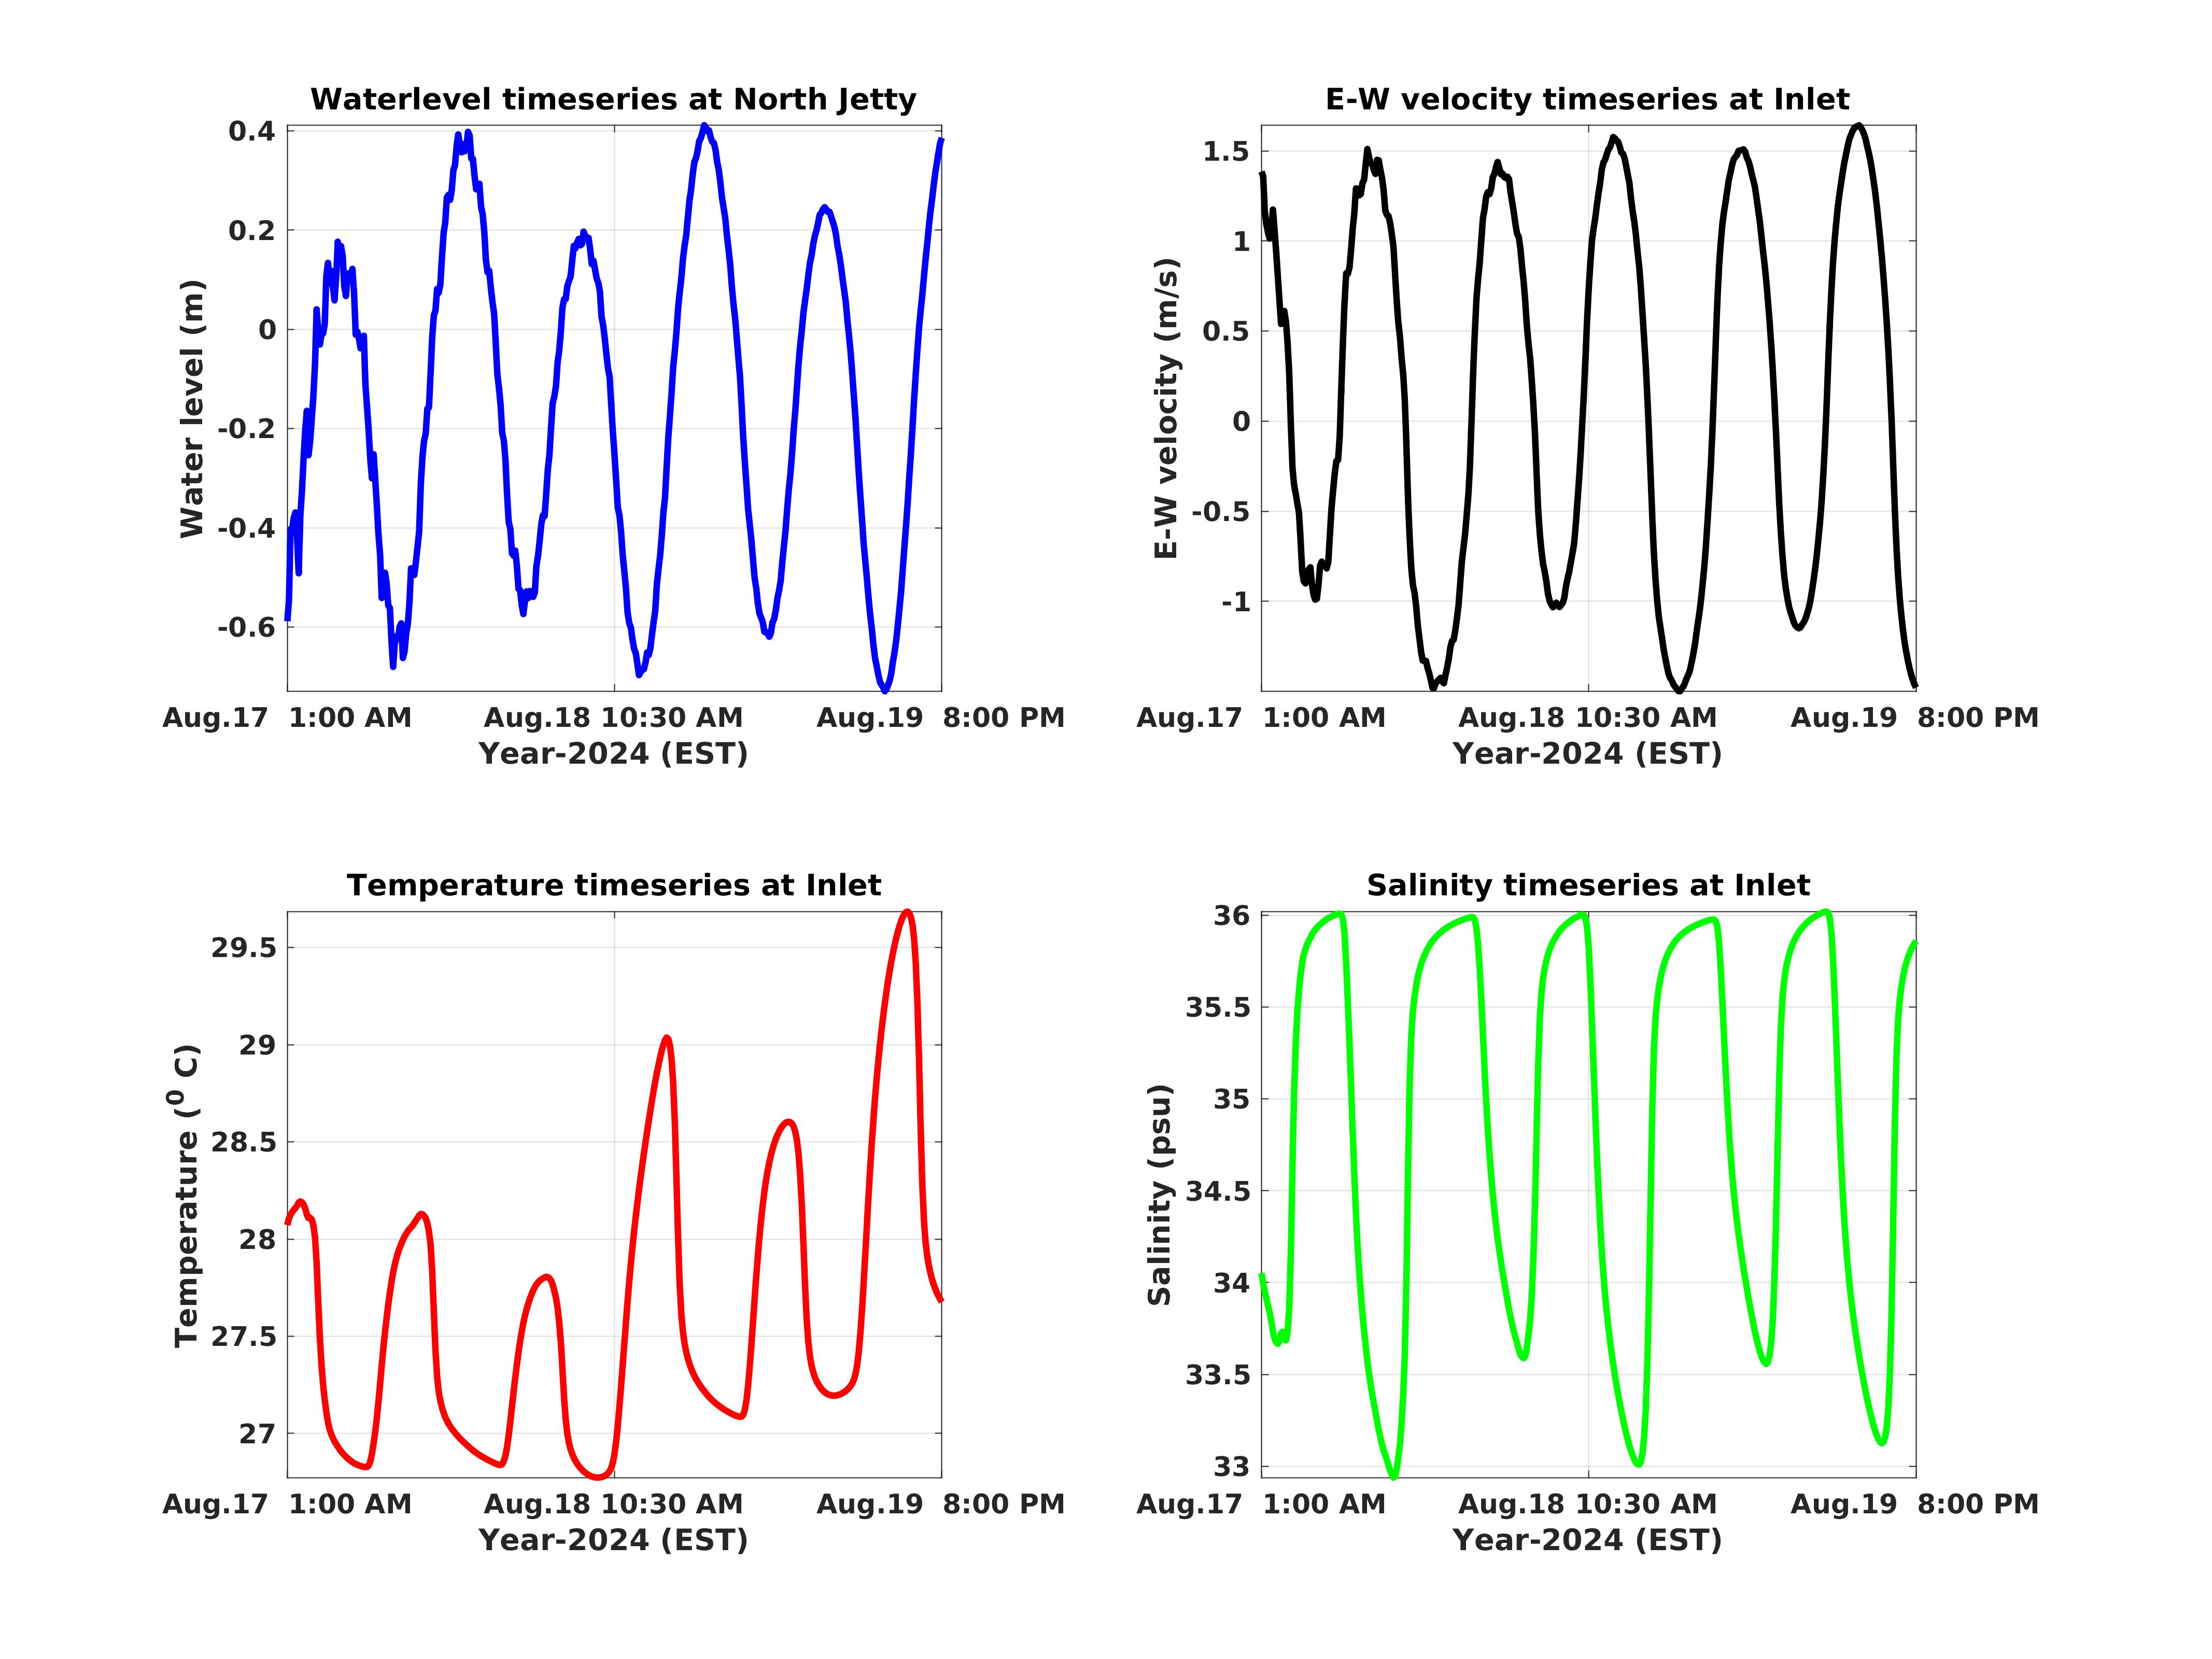 Waterlevel timeseries at North Jetty
0.4
0.2
0
-0.2
-0.4
-0.6
Water level (m)
Aug.17 1:00 AM Aug.18 10:30 AM Aug.19 8:00 PM
Year-2024 (EST)
E-W velocity timeseries at Inlet
1.5
1
0.5
0
-0.5
-1
E-W velocity (m/s)
Aug.17 1:00 AM Aug.18 10:30 AM Aug.19 8:00 PM
Year-2024 (EST)
Temperature timeseries at Inlet
29.5
29
28.5
28
27.5
27
Temperature (⁰ C)
Aug.17 1:00 AM Aug.18 10:30 AM Aug.19 8:00 PM
Year-2024 (EST)
Salinity timeseries at Inlet
36
35.5
35
34.5
34
33.5
33
Salinity (psu)
Aug.17 1:00 AM Aug.18 10:30 AM Aug.19 8:00 PM
Year-2024 (EST)